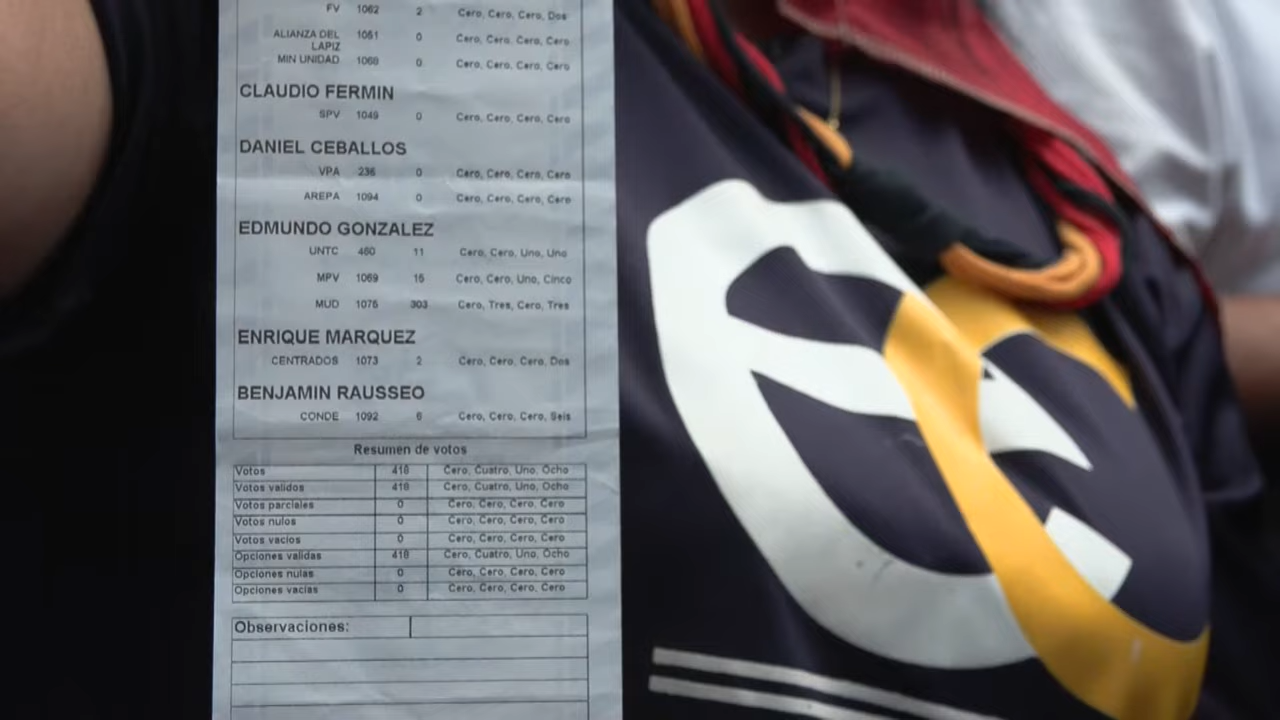 FV 1062 2 Cero, Cero, Cero, Dos
ALIANZA DEL LAPIZ 1061 0 Cero, Cero, Cero, Cero
MIN UNIDAD 1068 0 Cero, Cero, Cero, Cero
CLAUDIO FERMIN
SPV 1049 0 Cero, Cero, Cero, Cero
DANIEL CEBALLOS
VPA 236 0 Cero, Cero, Cero, Cero
AREPA 1094 0 Cero, Cero, Cero, Cero
EDMUNDO GONZALEZ
UNTC 460 11 Cero, Cero, Uno, Uno
MPV 1069 15 Cero, Cero, Uno, Cinco
MUD 1076 303 Cero, Tres, Cero, Tres
ENRIQUE MARQUEZ
CENTRADOS 1073 2 Cero, Cero, Cero, Dos
BENJAMIN RAUSSEO
CONDE 1092 6 Cero, Cero, Cero, Seis
Resumen de votos
Votos 418 Cero, Cuatro, Uno, Ocho
Votos validos 418 Cero, Cuatro, Uno, Ocho
Votos parciales 0 Cero, Cero, Cero, Cero
Votos nulos 0 Cero, Cero, Cero, Cero
Votos vacios 0 Cero, Cero, Cero, Cero
Opciones validas 418 Cero, Cuatro, Uno, Ocho
Opciones nulas 0 Cero, Cero, Cero, Cero
Opciones vacias 0 Cero, Cero, Cero, Cero
Observaciones: